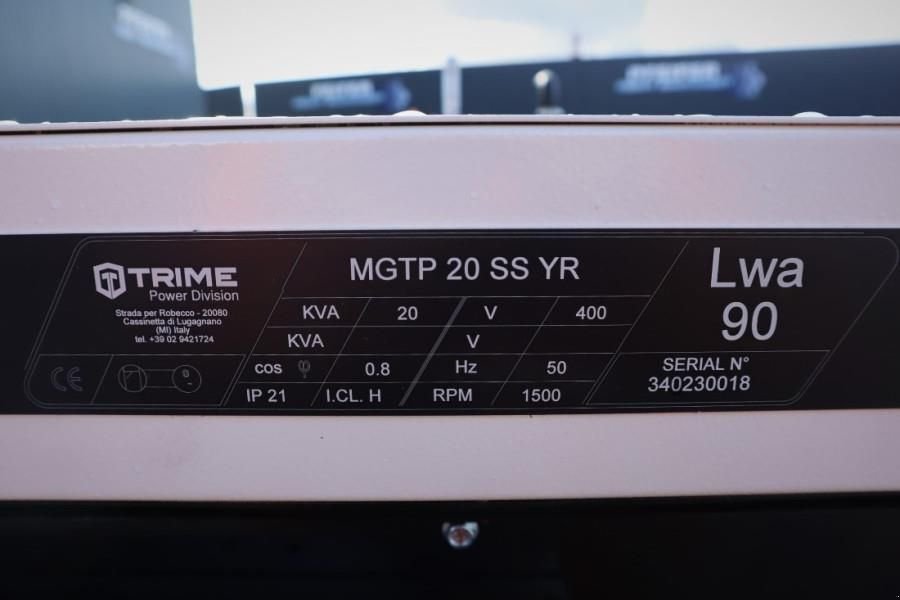 TRIME
Power Division
Strada per Robecco - 20080
Cassinetta di Lugagnano
(MI) Italy
tel. +39 02 9421724
CE
MGTP 20 SS YR
KVA 20 V 400
KVA V
cos φ 0.8 Hz 50
IP 21 I.CL. H RPM 1500
Lwa
90
SERIAL N°
340230018